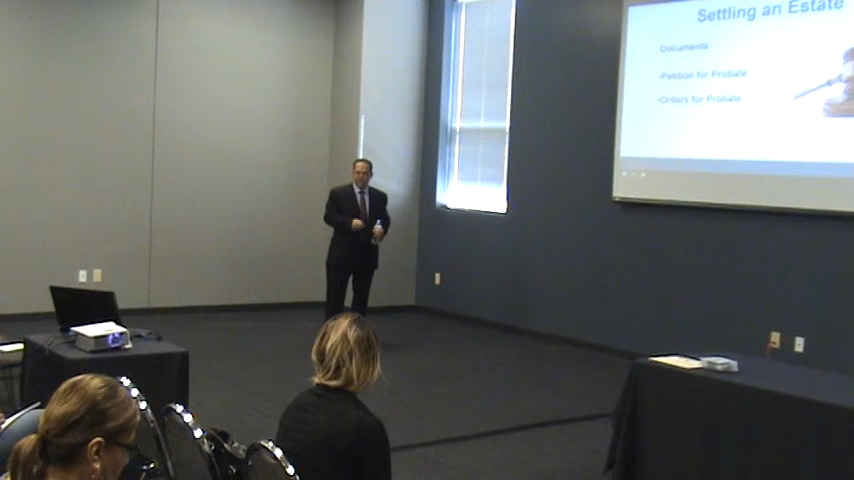 Settling an Estate
Documents
•Petition for Probate
•Orders for Probate